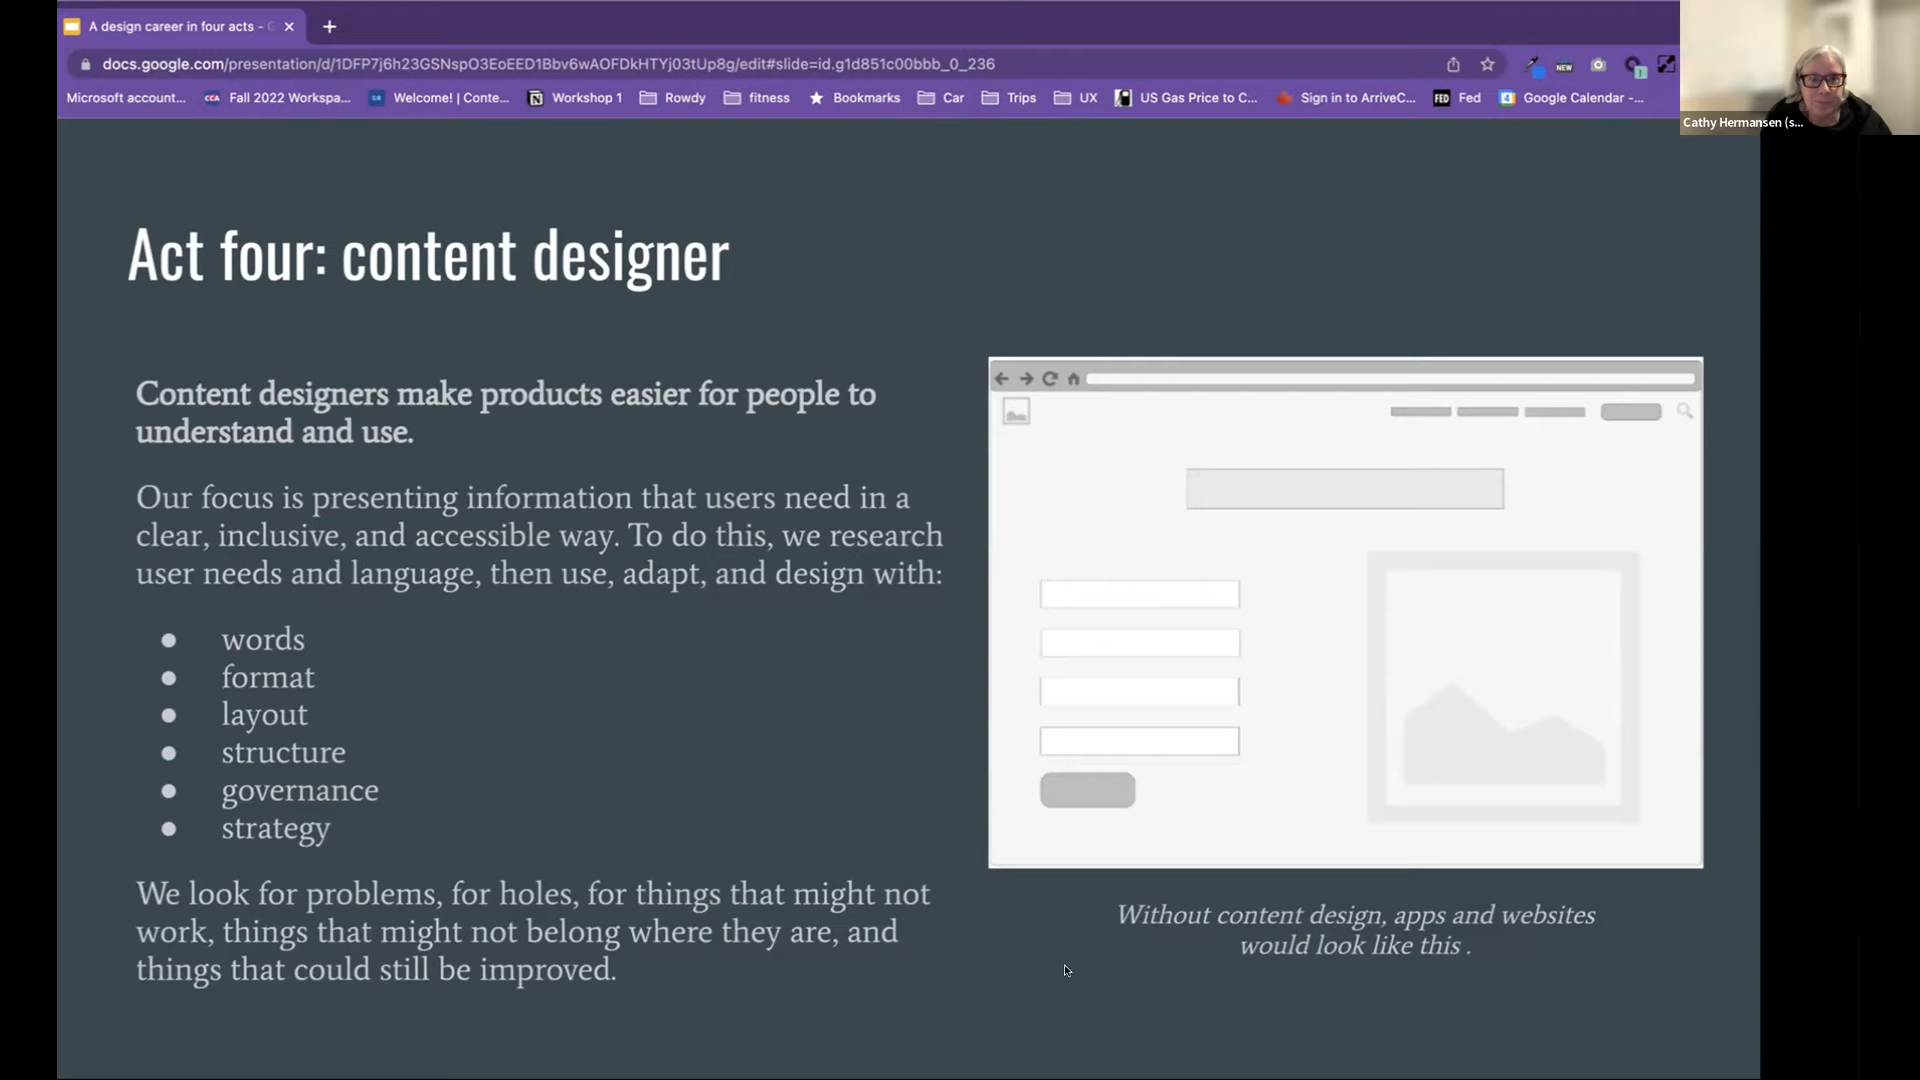 A design career in four acts -
docs.google.com/presentation/d/1DFP7j6h23GSNspO3EoEED1Bbv6wAOFDkHTYj03tUp8g/edit#slide=id.g1d851c00bbb_0_236
NEW
1
Microsoft account...
CCA
Fall 2022 Workspa...
Welcome! | Conte...
Workshop 1
Rowdy
fitness
Bookmarks
Car
Trips
UX
US Gas Price to C...
Sign in to ArriveC...
FED
Fed
4
Google Calendar -...
Cathy Hermansen (s...
Act four: content designer
Content designers make products easier for people to
understand and use.
Our focus is presenting information that users need in a
clear, inclusive, and accessible way. To do this, we research
user needs and language, then use, adapt, and design with:
● words
● format
● layout
● structure
● governance
● strategy
We look for problems, for holes, for things that might not
work, things that might not belong where they are, and
things that could still be improved.
Without content design, apps and websites
would look like this .